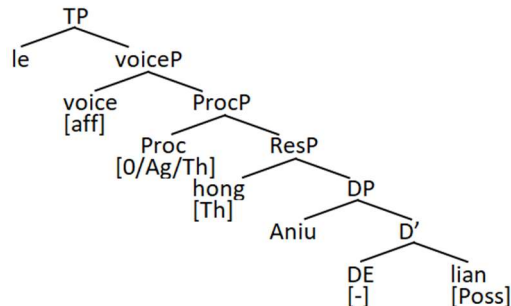 TP
le voiceP
voice ProcP
[aff]
Proc ResP
[0/Ag/Th]
hong DP
[Th]
Aniu D’
DE lian
[-] [Poss]